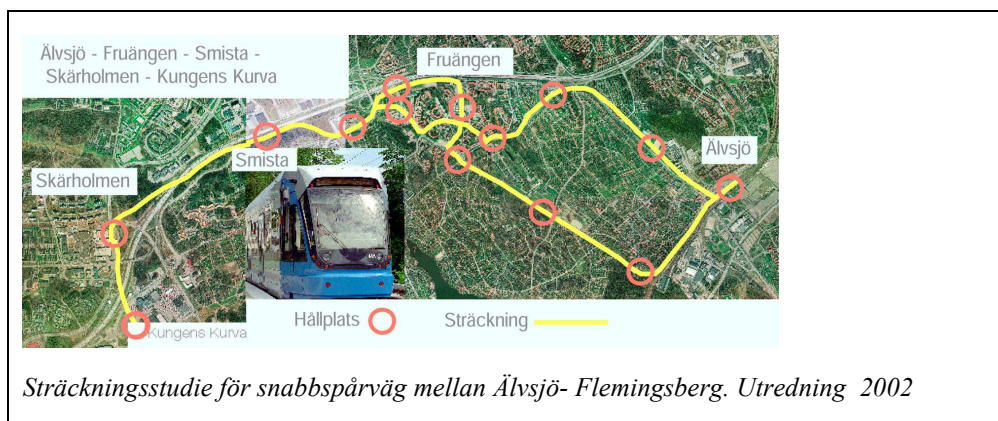 Älvsjö - Fruängen - Smista -
Skärholmen - Kungens Kurva
Fruängen
Smista
Älvsjö
Skärholmen
Kungens Kurva
Hållplats
Sträckning
Sträckningsstudie för snabbspårväg mellan Älvsjö- Flemingsberg. Utredning 2002